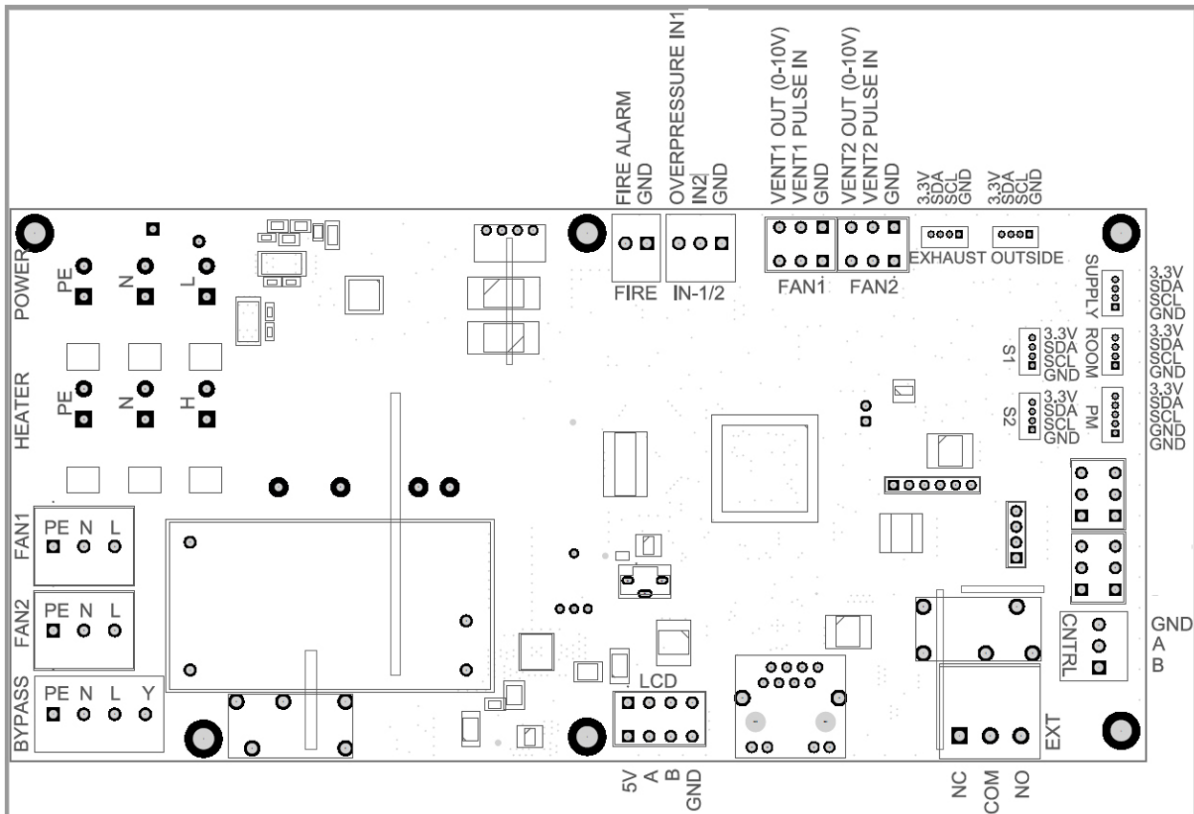 FIRE ALARM
GND
OVERPRESSURE IN1
IN2
GND
VENT1 OUT (0-10V)
VENT1 PULSE IN
GND
VENT2 OUT (0-10V)
VENT2 PULSE IN
GND
3.3V
SDA
SCL
GND
3.3V
SDA
SCL
GND
POWER
PE
N
L
FIRE
IN-1/2
FAN1
FAN2
EXHAUST
OUTSIDE
SUPPLY
3.3V
SDA
SCL
GND
S1
3.3V
SDA
SCL
GND
ROOM
3.3V
SDA
SCL
GND
HEATER
PE
N
H
S2
3.3V
SDA
SCL
GND
PM
3.3V
SDA
SCL
GND
GND
FAN1
PE N L
FAN2
PE N L
CNTRL
GND
A
B
BYPASS
PE N L Y
LCD
5V
A
B
GND
EXT
NC
COM
NO